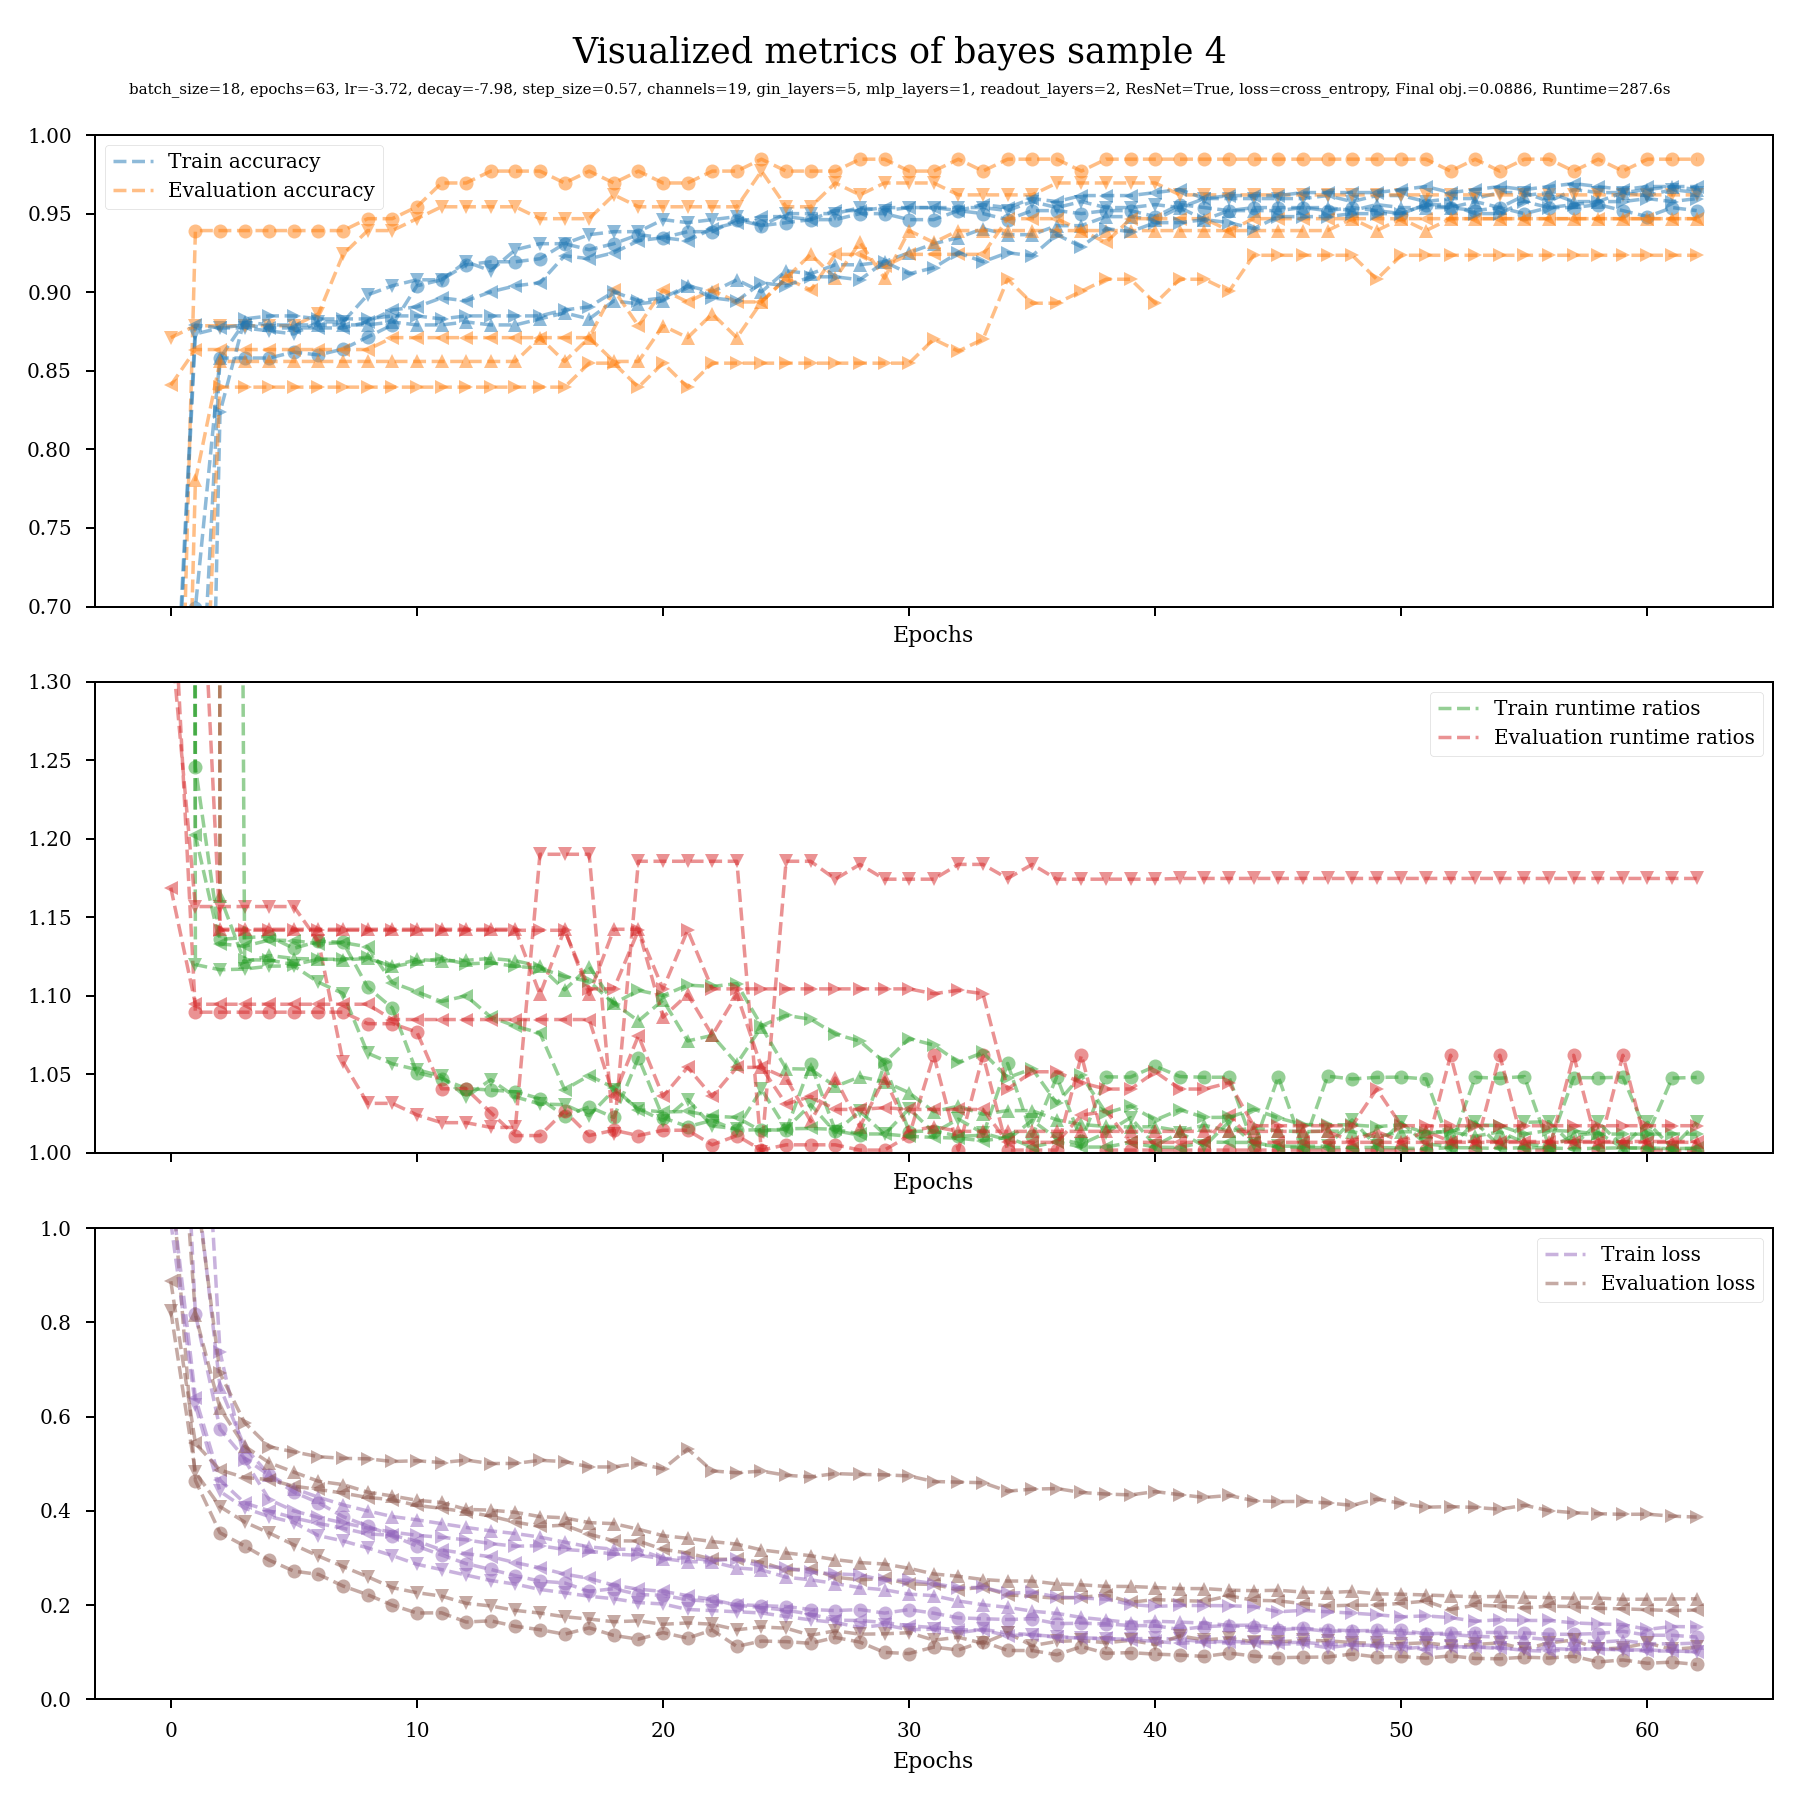 Visualized metrics of bayes sample 4
batch_size=18, epochs=63, lr=-3.72, decay=-7.98, step_size=0.57, channels=19, gin_layers=5, mlp_layers=1, readout_layers=2, ResNet=True, loss=cross_entropy, Final obj.=0.0886, Runtime=287.6s
1.00
0.95
0.90
0.85
0.80
0.75
0.70
Train accuracy
Evaluation accuracy
Epochs
1.30
1.25
1.20
1.15
1.10
1.05
1.00
Train runtime ratios
Evaluation runtime ratios
Epochs
1.0
0.8
0.6
0.4
0.2
0.0
Train loss
Evaluation loss
0 10 20 30 40 50 60
Epochs